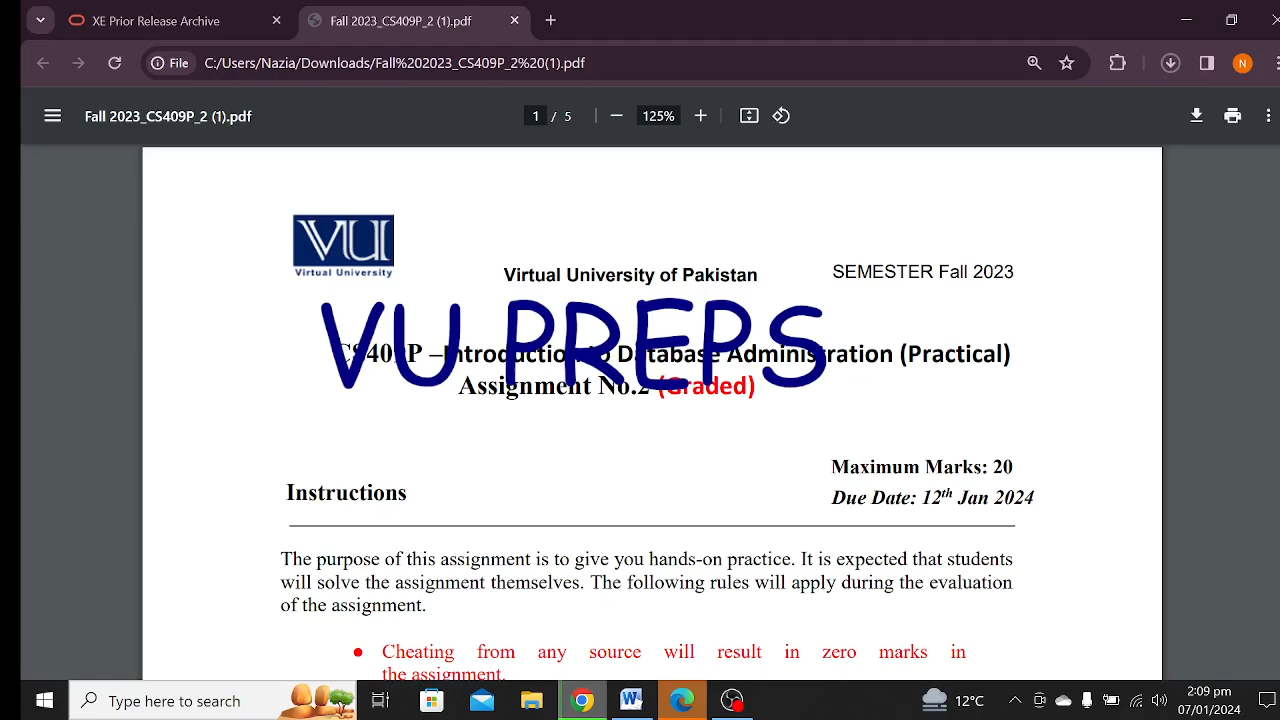 XE Prior Release Archive
Fall 2023_CS409P_2 (1).pdf
File
C:/Users/Nazia/Downloads/Fall%202023_CS409P_2%20(1).pdf
N
Fall 2023_CS409P_2 (1).pdf
1 / 5
125%
VU
Virtual University
Virtual University of Pakistan
SEMESTER Fall 2023
VU PREPS
CS409P –Introduction to Database Administration (Practical)
Assignment No.2 (Graded)
Maximum Marks: 20
Instructions
Due Date: 12th Jan 2024
The purpose of this assignment is to give you hands-on practice. It is expected that students
will solve the assignment themselves. The following rules will apply during the evaluation
of the assignment.
● Cheating from any source will result in zero marks in
the assignment.
Type here to search
12°C
2:09 pm
07/01/2024